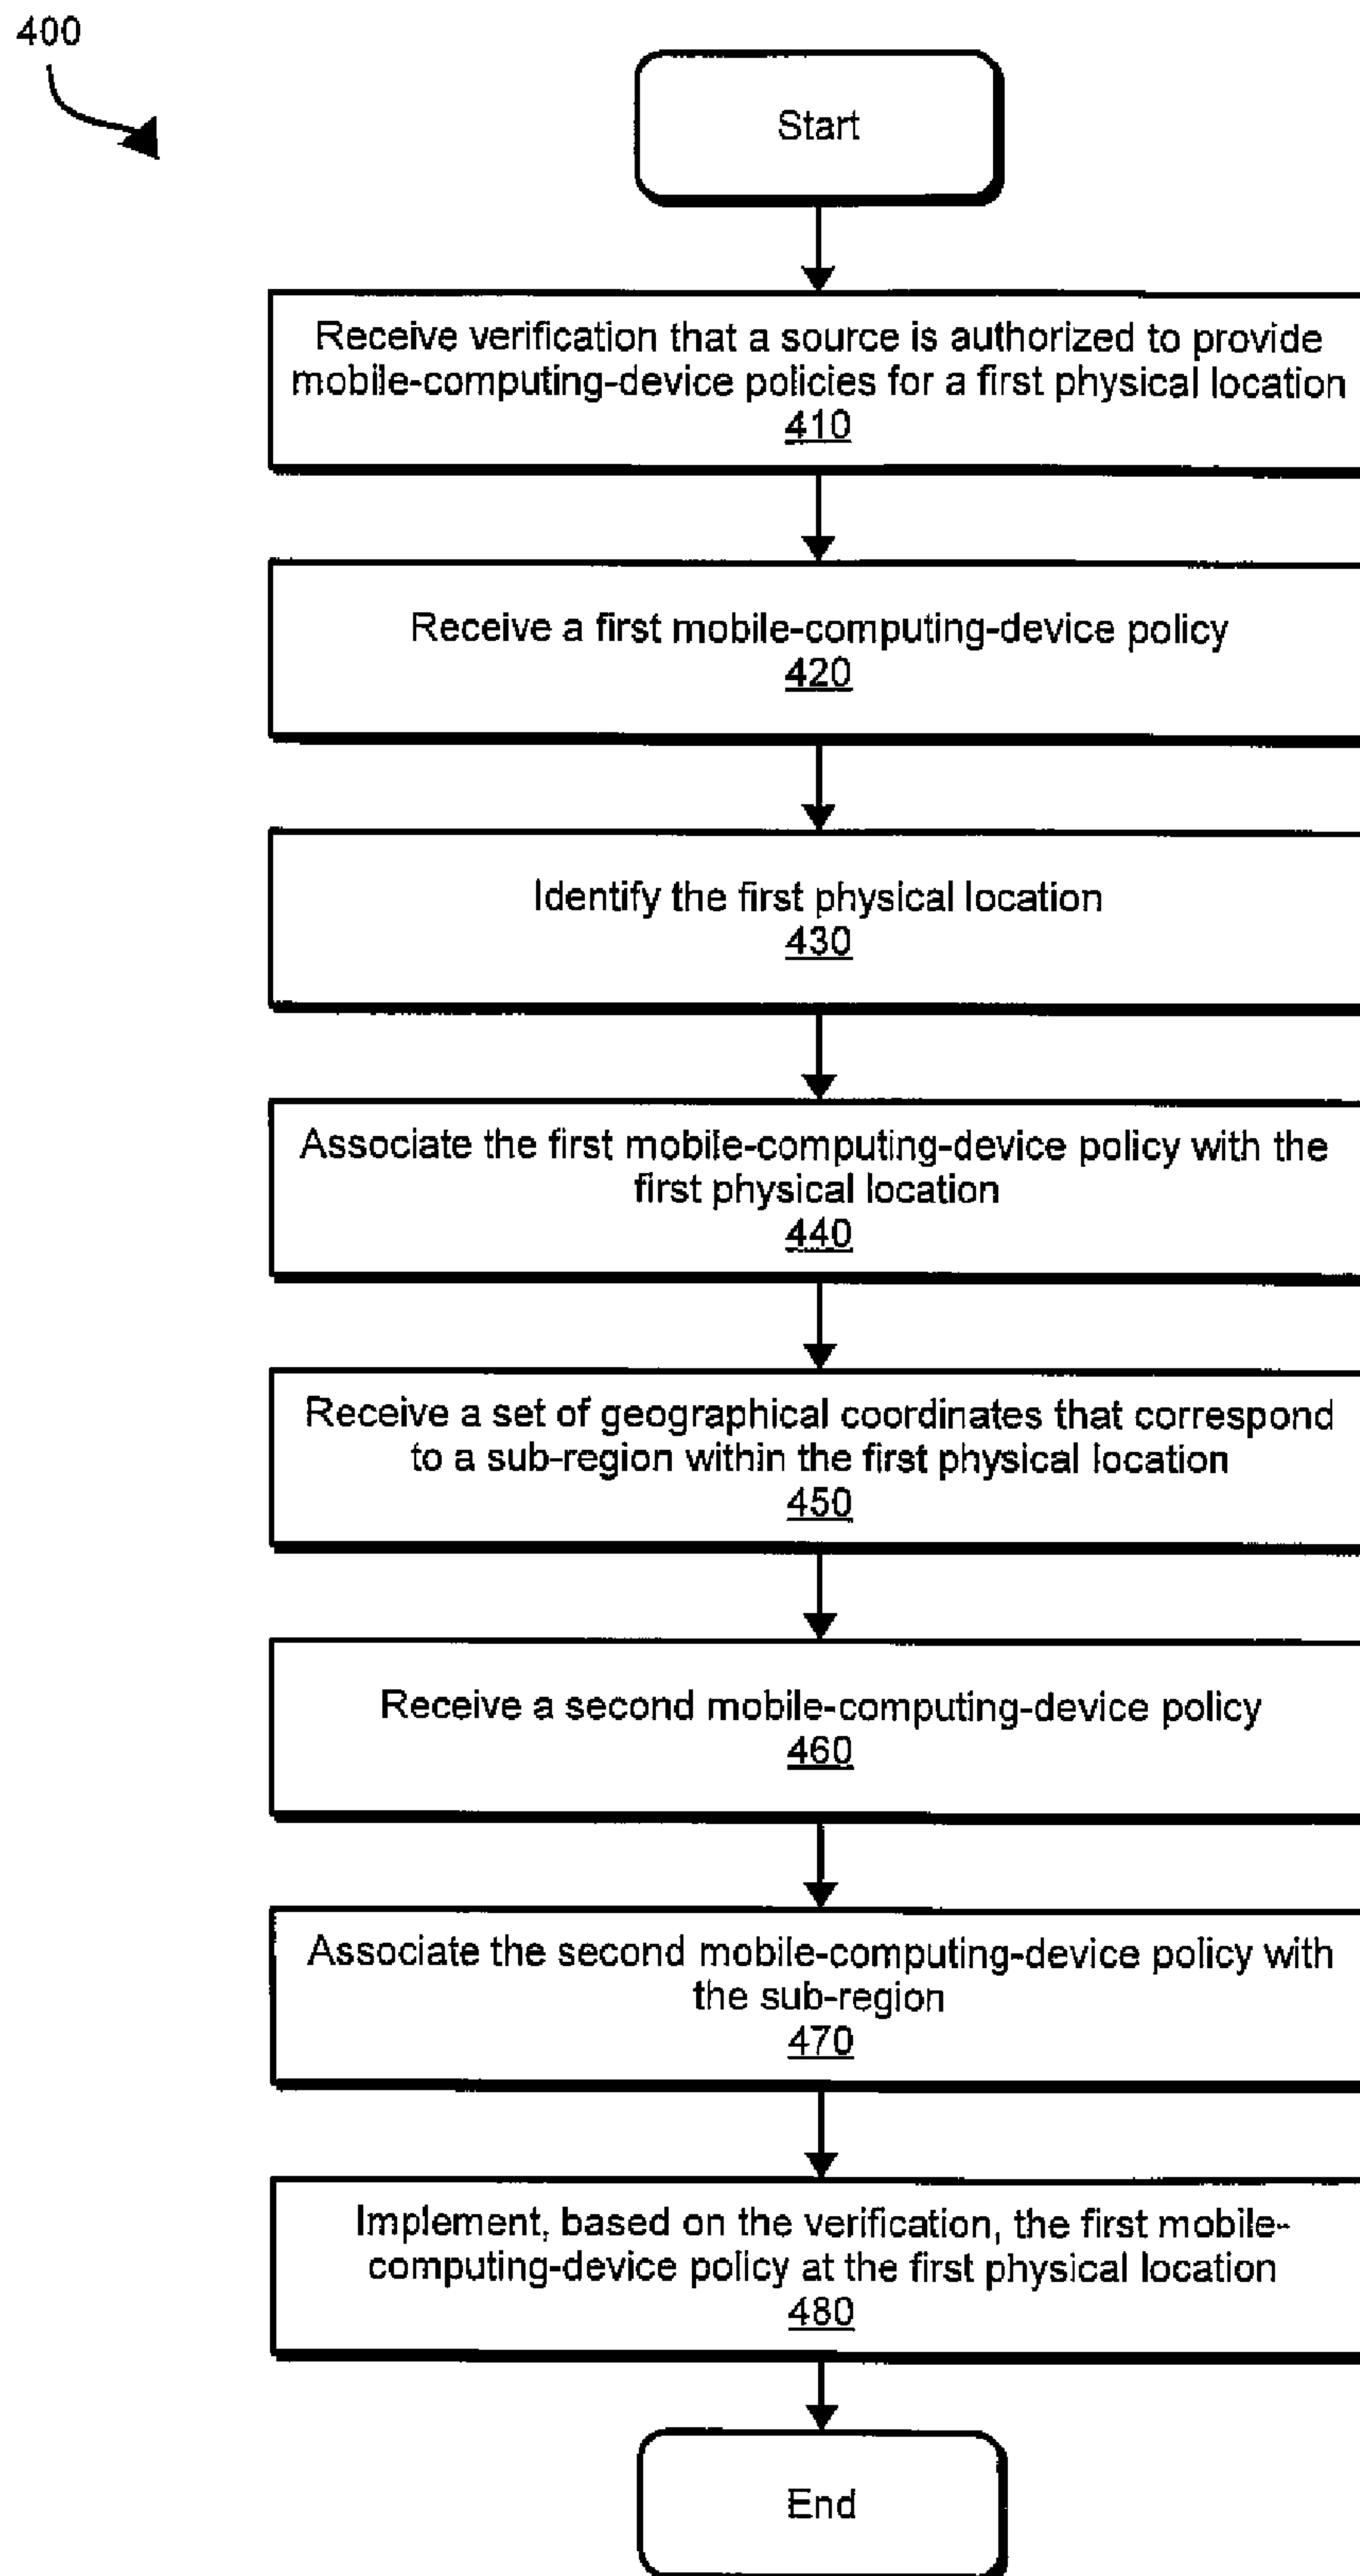 400
Start
Receive verification that a source is authorized to provide
mobile-computing-device policies for a first physical location
410
Receive a first mobile-computing-device policy
420
Identify the first physical location
430
Associate the first mobile-computing-device policy with the
first physical location
440
Receive a set of geographical coordinates that correspond
to a sub-region within the first physical location
450
Receive a second mobile-computing-device policy
460
Associate the second mobile-computing-device policy with
the sub-region
470
Implement, based on the verification, the first mobile-
computing-device policy at the first physical location
480
End